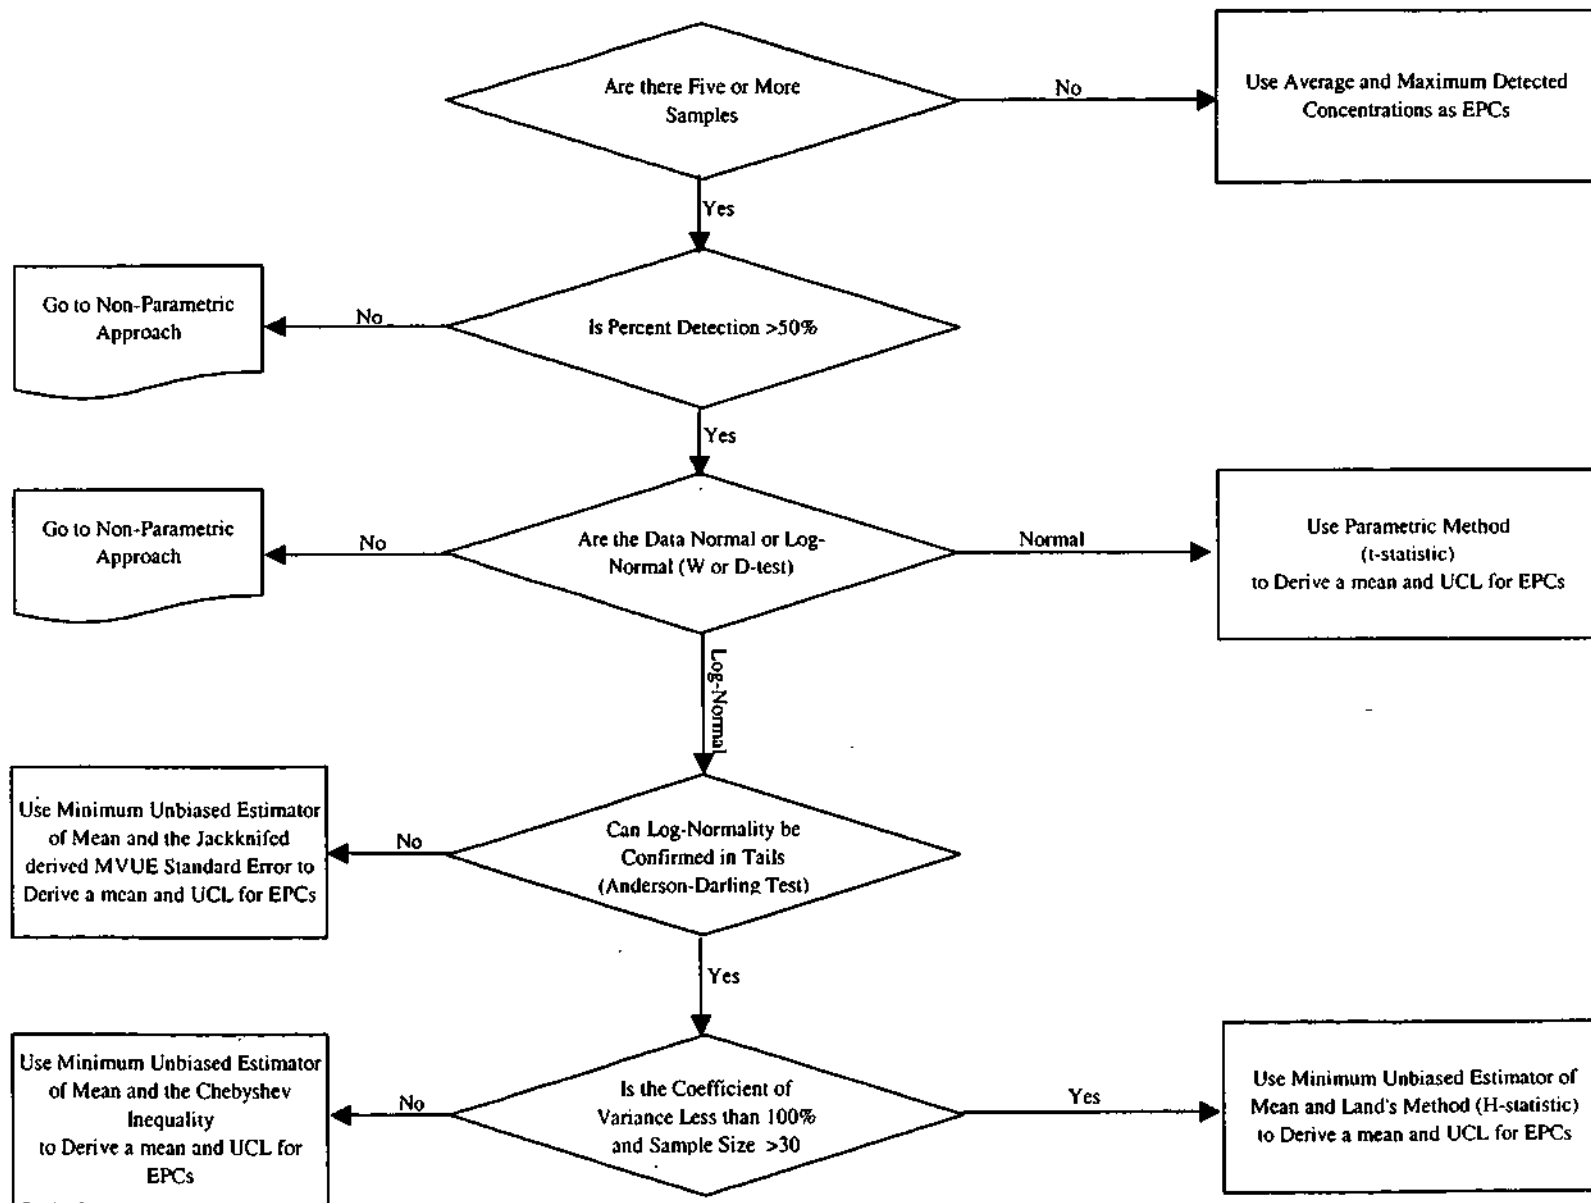 Are there Five or More
Samples
No
Use Average and Maximum Detected
Concentrations as EPCs
Yes
Go to Non-Parametric
Approach
No
Is Percent Detection >50%
Yes
Go to Non-Parametric
Approach
No
Are the Data Normal or Log-
Normal (W or D-test)
Normal
Use Parametric Method
(t-statistic)
to Derive a mean and UCL for EPCs
Log-Normal
Use Minimum Unbiased Estimator
of Mean and the Jackknifed
derived MVUE Standard Error to
Derive a mean and UCL for EPCs
No
Can Log-Normality be
Confirmed in Tails
(Anderson-Darling Test)
Yes
Use Minimum Unbiased Estimator
of Mean and the Chebyshev
Inequality
to Derive a mean and UCL for
EPCs
No
Is the Coefficient of
Variance Less than 100%
and Sample Size >30
Yes
Use Minimum Unbiased Estimator of
Mean and Land's Method (H-statistic)
to Derive a mean and UCL for EPCs